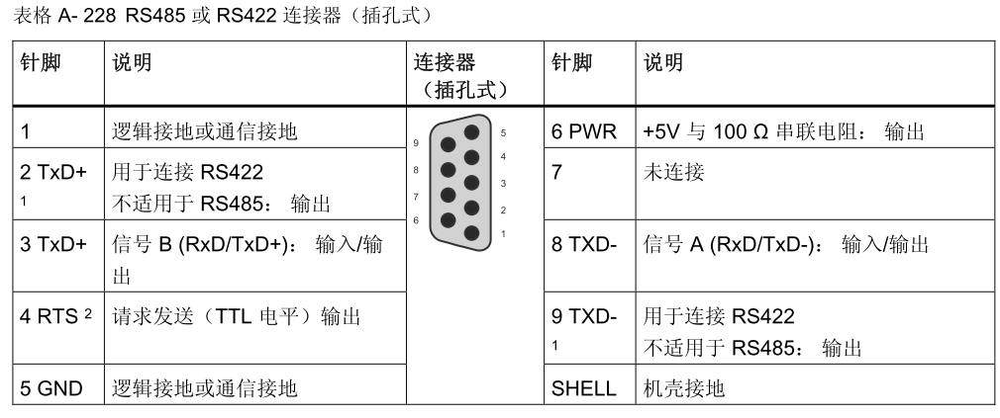 表格 A- 228 RS485 或 RS422 连接器（插孔式）
针脚 说明 连接器（插孔式） 针脚 说明
1 逻辑接地或通信接地 6 PWR +5V 与 100 Ω 串联电阻： 输出
2 TxD+ 1 用于连接 RS422 不适用于 RS485： 输出 7 未连接
3 TxD+ 信号 B (RxD/TxD+)： 输入/输出 8 TXD- 信号 A (RxD/TxD-)： 输入/输出
4 RTS 2 请求发送（TTL 电平）输出 9 TXD- 1 用于连接 RS422 不适用于 RS485： 输出
5 GND 逻辑接地或通信接地 SHELL 机壳接地
9
8
7
6
5
4
3
2
1